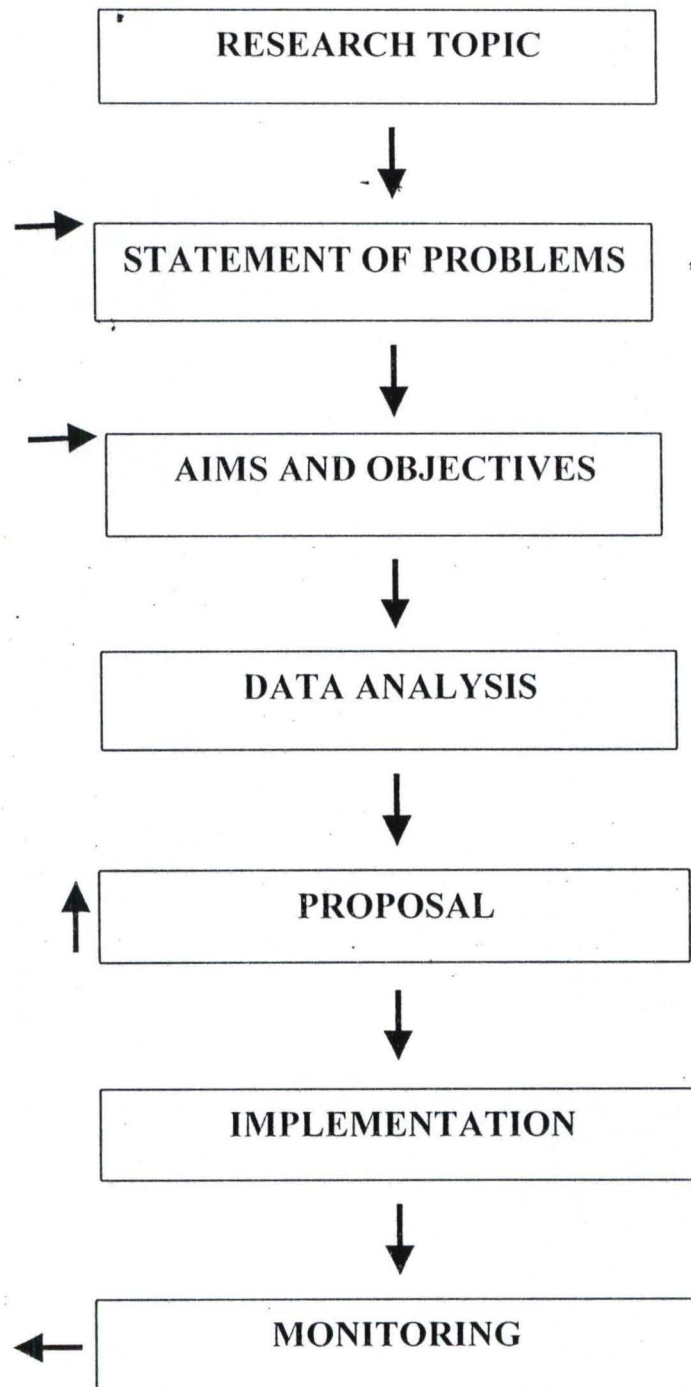 RESEARCH TOPIC
STATEMENT OF PROBLEMS
AIMS AND OBJECTIVES
DATA ANALYSIS
PROPOSAL
IMPLEMENTATION
MONITORING